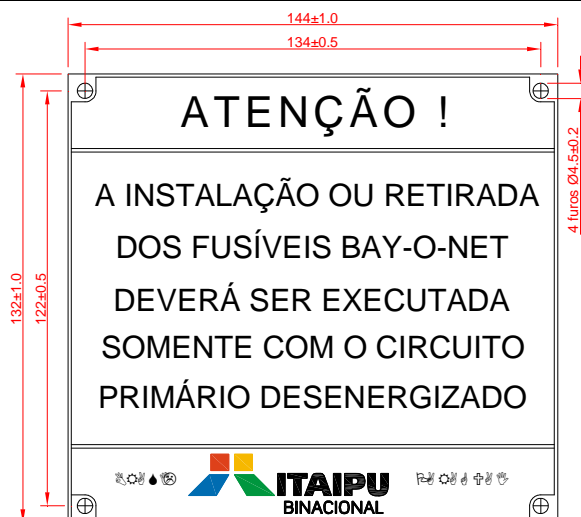 144±1.0
134±0.5
ATENÇÃO !
4 furos Ø4.5±0.2
132±1.0
122±0.5
A INSTALAÇÃO OU RETIRADA
DOS FUSÍVEIS BAY-O-NET
DEVERÁ SER EXECUTADA
SOMENTE COM O CIRCUITO
PRIMÁRIO DESENERGIZADO
ITAIPU
BINACIONAL